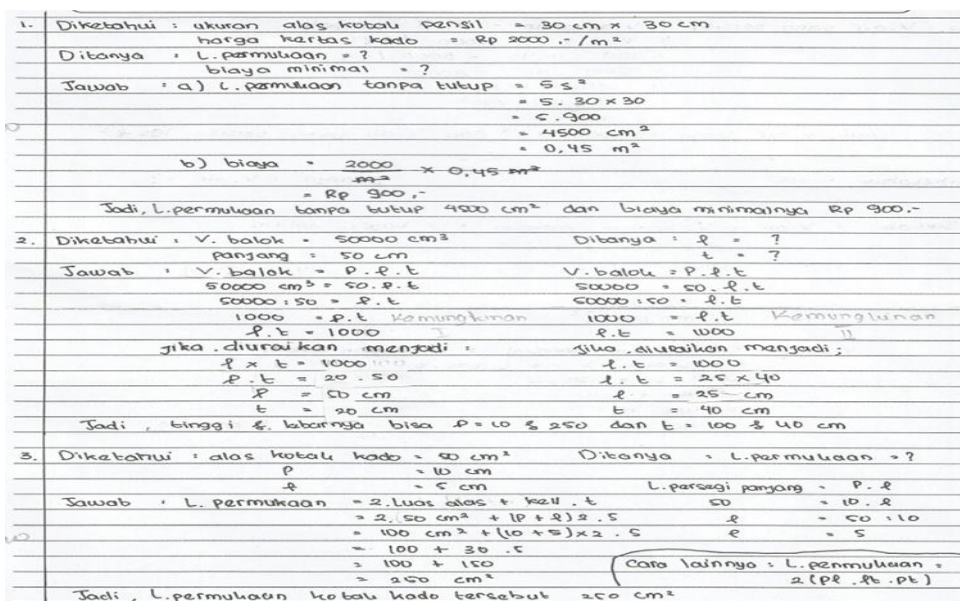 1. Diketahui : ukuran alas kotak pensil = 30 cm x 30 cm
harga kertas kado = Rp 2000.-/m²
Ditanya : L.permukaan = ?
biaya minimal = ?
Jawab : a) L.permukaan tanpa tutup = 5s²
= 5. 30 x 30
= 5.900
= 4500 cm²
= 0,45 m²
b) biaya = 2000/m² x 0,45 m²
= Rp 900,-
Jadi, L.permukaan tanpa tutup 4500 cm² dan biaya minimalnya Rp 900.-
2. Diketahui : V. balok = 50000 cm³ Ditanya : l = ?
panjang = 50 cm t = ?
Jawab : V. balok = P.l.t V. balok = P.l.t
50000 cm³ = 50.l.t 50000 = 50.l.t
50000 : 50 = l.t 50000 : 50 = l.t
1000 = l.t Kemungkinan 1000 = l.t Kemungkinan
l.t = 1000 I l.t = 1000 II
Jika diuraikan menjadi : Jika diuraikan menjadi ;
l x t = 1000 l.t = 1000
l.t = 20 . 50 l.t = 25 x 40
l = 50 cm l = 25 cm
t = 20 cm t = 40 cm
Jadi , tinggi & lebarnya bisa l = 10 & 250 dan t = 100 & 40 cm
3. Diketahui : alas kotak kado = 50 cm² Ditanya : L.permukaan = ?
P = 10 cm
l = 5 cm L.persegi panjang = P.l
Jawab : L. permukaan = 2.Luas alas + kell . t 50 = 10 . l
= 2. 50 cm² + (P + l) 2 . 5 l = 50 : 10
= 100 cm² + (10 + 5) x 2 . 5 l = 5
= 100 + 30 .5
= 100 + 150 Cara lainnya : L.permukaan =
= 250 cm² 2 (Pl . lt . Pt)
Jadi , L.permukaan kotak kado tersebut 250 cm²